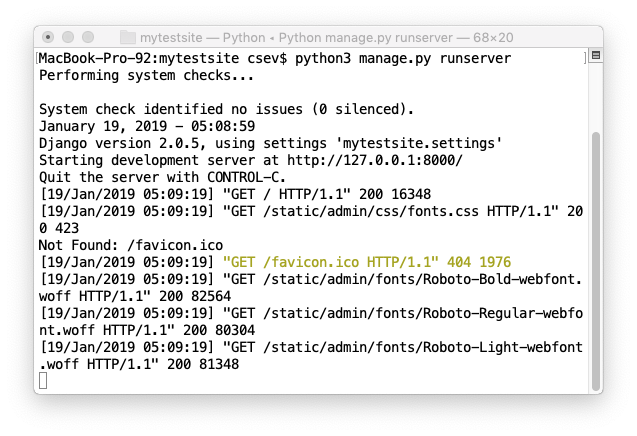 mytestsite — Python ◂ Python manage.py runserver — 68×20
[MacBook-Pro-92:mytestsite csev$ python3 manage.py runserver ]
Performing system checks...

System check identified no issues (0 silenced).
January 19, 2019 - 05:08:59
Django version 2.0.5, using settings 'mytestsite.settings'
Starting development server at http://127.0.0.1:8000/
Quit the server with CONTROL-C.
[19/Jan/2019 05:09:19] "GET / HTTP/1.1" 200 16348
[19/Jan/2019 05:09:19] "GET /static/admin/css/fonts.css HTTP/1.1" 20
0 423
Not Found: /favicon.ico
[19/Jan/2019 05:09:19] "GET /favicon.ico HTTP/1.1" 404 1976
[19/Jan/2019 05:09:19] "GET /static/admin/fonts/Roboto-Bold-webfont.
woff HTTP/1.1" 200 82564
[19/Jan/2019 05:09:19] "GET /static/admin/fonts/Roboto-Regular-webfo
nt.woff HTTP/1.1" 200 80304
[19/Jan/2019 05:09:19] "GET /static/admin/fonts/Roboto-Light-webfont
.woff HTTP/1.1" 200 81348